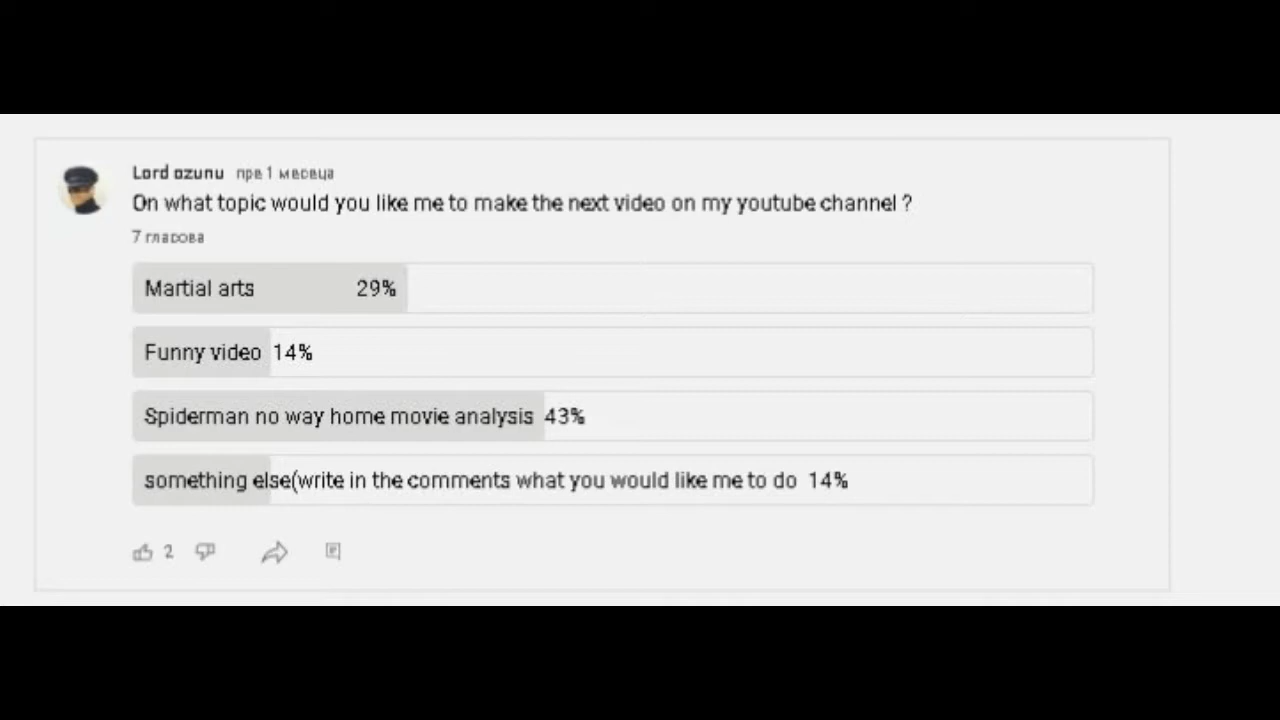 Lord ozunu пре 1 месеца
On what topic would you like me to make the next video on my youtube channel ?
7 гласова
Martial arts 29%
Funny video 14%
Spiderman no way home movie analysis 43%
something else(write in the comments what you would like me to do 14%
2